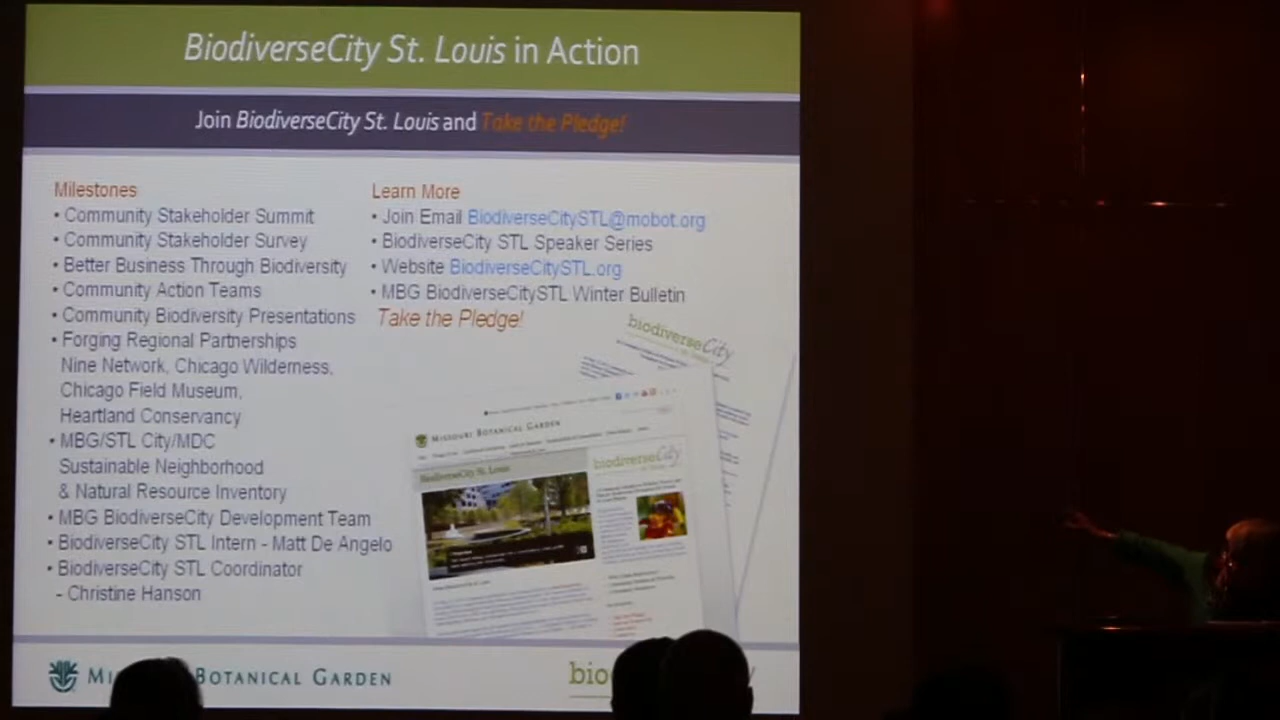 BiodiverseCity St. Louis in Action
Join BiodiverseCity St. Louis and Take the Pledge!
Milestones
• Community Stakeholder Summit
• Community Stakeholder Survey
• Better Business Through Biodiversity
• Community Action Teams
• Community Biodiversity Presentations
• Forging Regional Partnerships
Nine Network, Chicago Wilderness,
Chicago Field Museum,
Heartland Conservancy
• MBG/STL City/MDC
Sustainable Neighborhood
& Natural Resource Inventory
• MBG BiodiverseCity Development Team
• BiodiverseCity STL Intern - Matt De Angelo
• BiodiverseCity STL Coordinator
- Christine Hanson
Learn More
• Join Email BiodiverseCitySTL@mobot.org
• BiodiverseCity STL Speaker Series
• Website BiodiverseCitySTL.org
• MBG BiodiverseCitySTL Winter Bulletin
Take the Pledge!
biodiverseCity
MISSOURI BOTANICAL GARDEN
BiodiverseCity St. Louis
biodiverseCity
BOTANICAL GARDEN